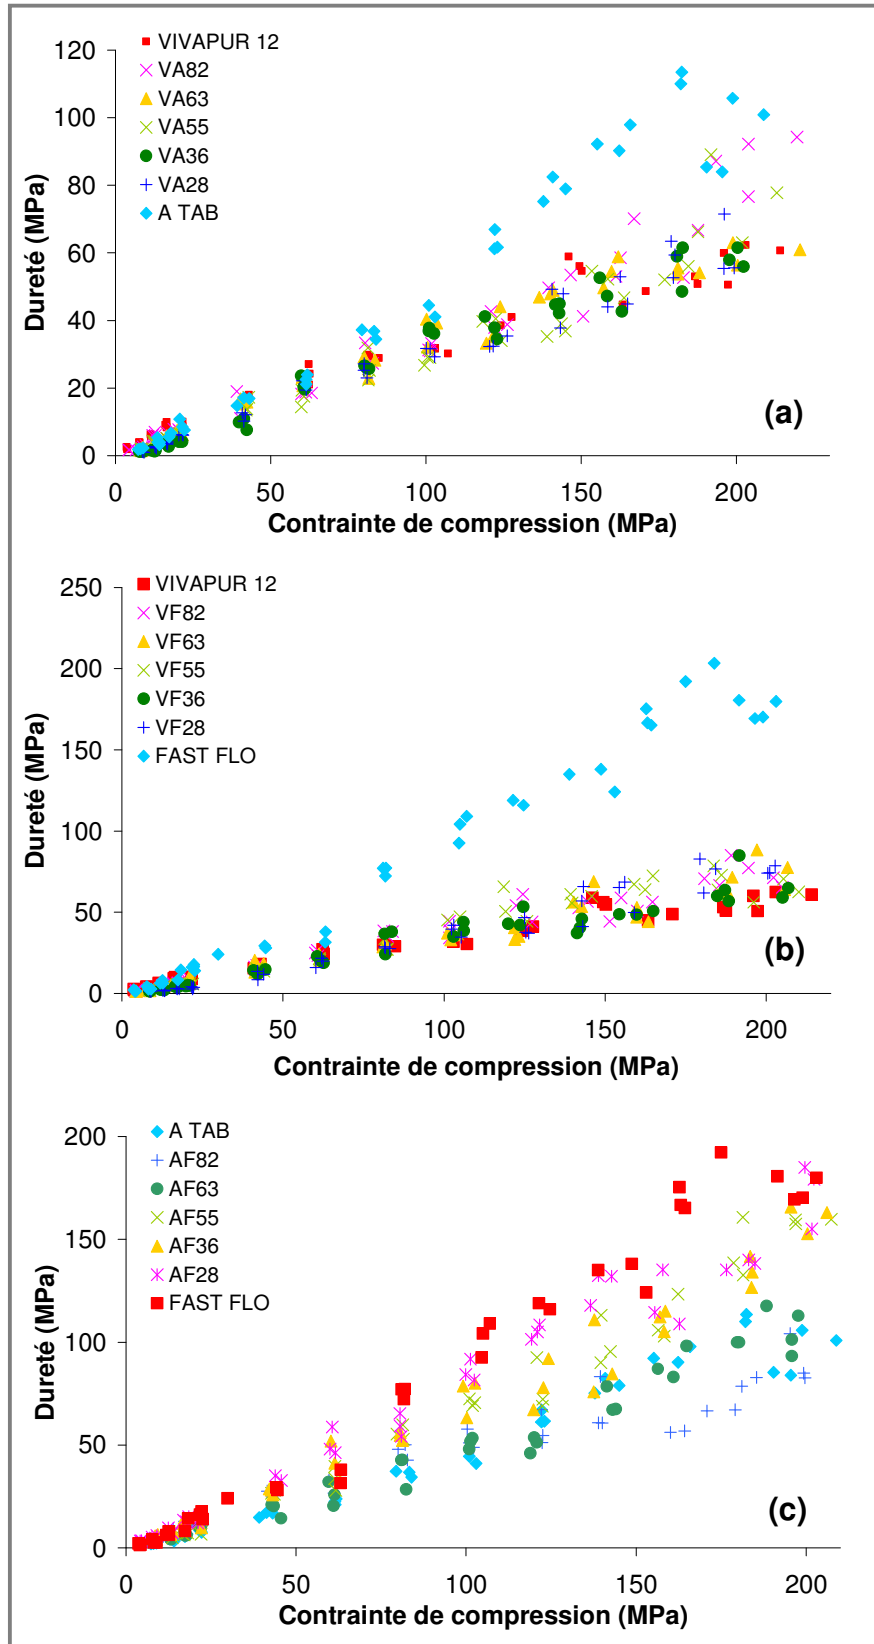 VIVAPUR 12
VA82
VA63
VA55
VA36
VA28
A TAB
120
100
80
60
40
20
0
Dureté (MPa)
(a)
0 50 100 150 200
Contrainte de compression (MPa)
VIVAPUR 12
VF82
VF63
VF55
VF36
VF28
FAST FLO
250
200
150
100
50
0
Dureté (MPa)
(b)
0 50 100 150 200
Contrainte de compression (MPa)
A TAB
AF82
AF63
AF55
AF36
AF28
FAST FLO
200
150
100
50
0
Dureté (MPa)
(c)
0 50 100 150 200
Contrainte de compression (MPa)